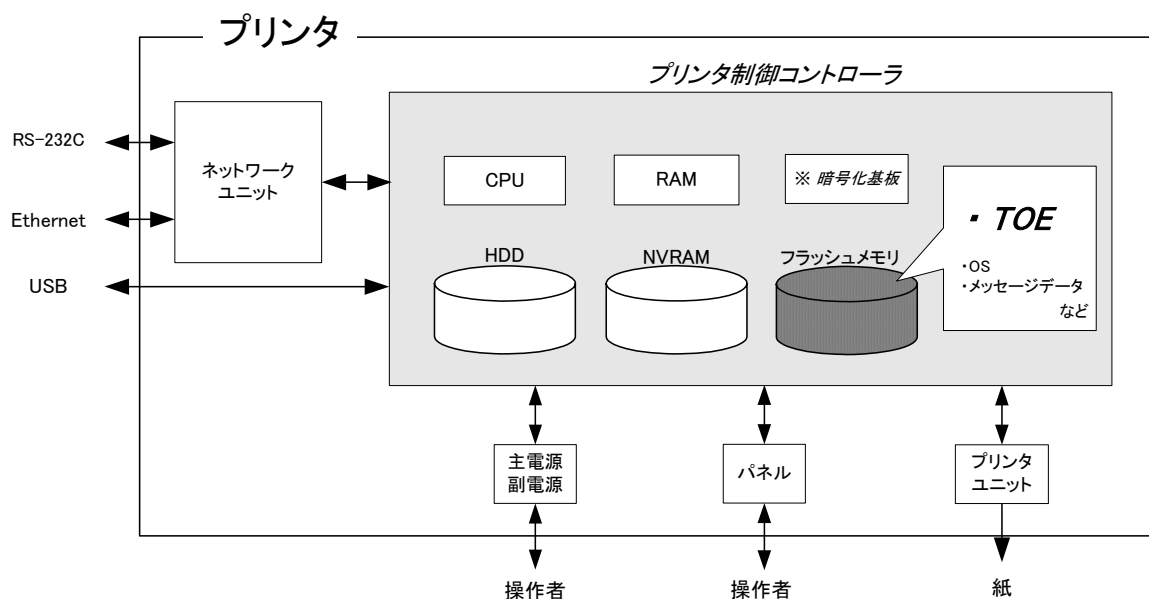 プリンタ
プリンタ制御コントローラ
RS-232C
Ethernet
USB
ネットワーク
ユニット
CPU
RAM
※ 暗号化基板
HDD
NVRAM
フラッシュメモリ
・ TOE
・OS
・メッセージデータ
など
主電源
副電源
パネル
プリンタ
ユニット
操作者
操作者
紙